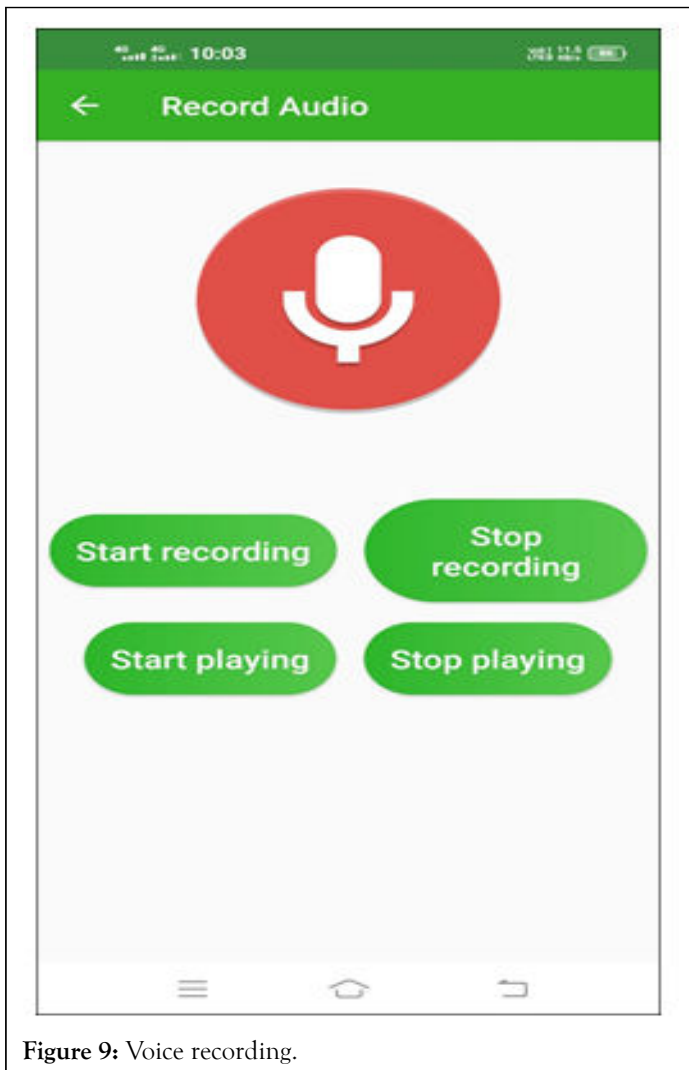 10:03
Record Audio
Start recording
Stop
recording
Start playing
Stop playing
Figure 9: Voice recording.